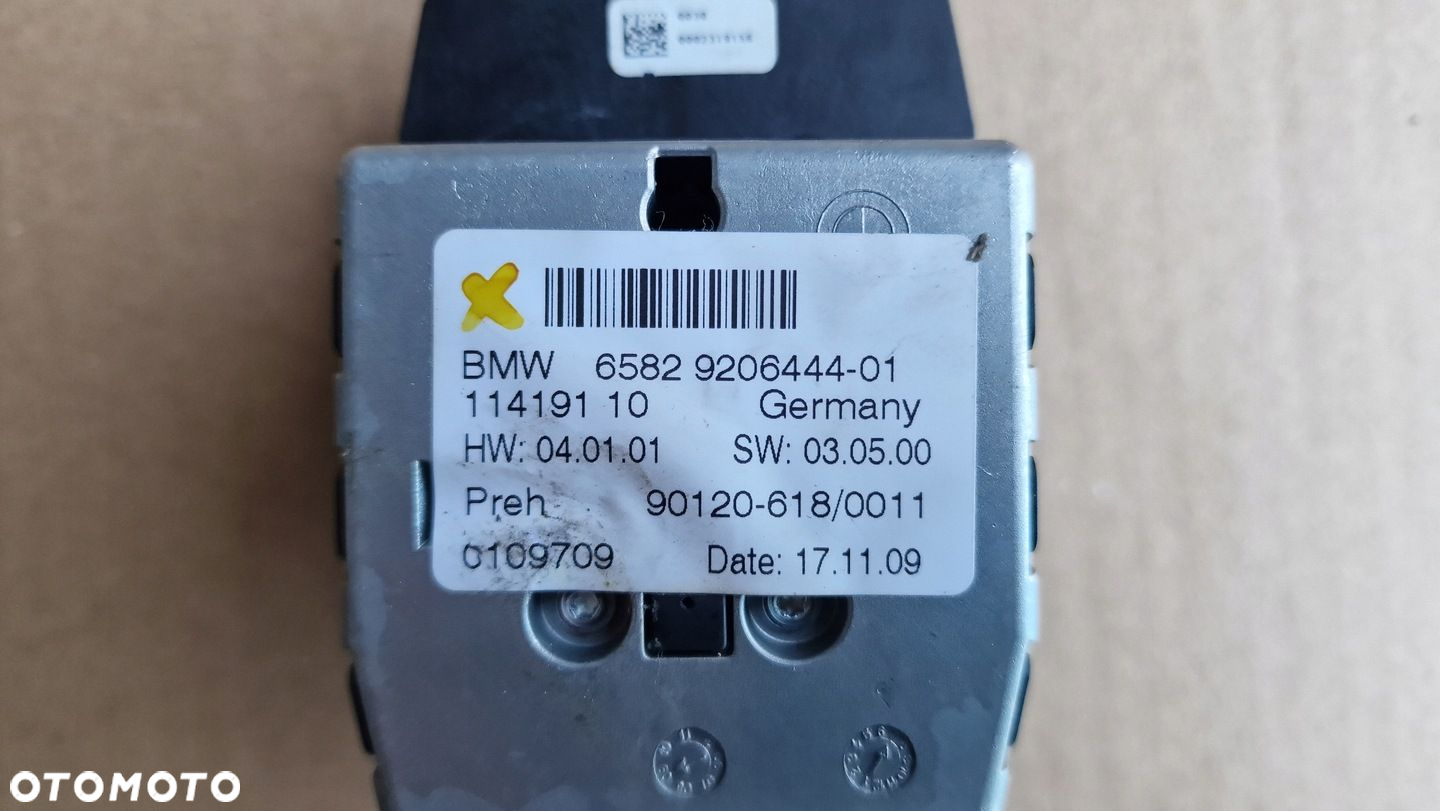 BMW 6582 9206444-01
114191 10 Germany
HW: 04.01.01 SW: 03.05.00
Preh 90120-618/0011
0109709 Date: 17.11.09
OTOMOTO